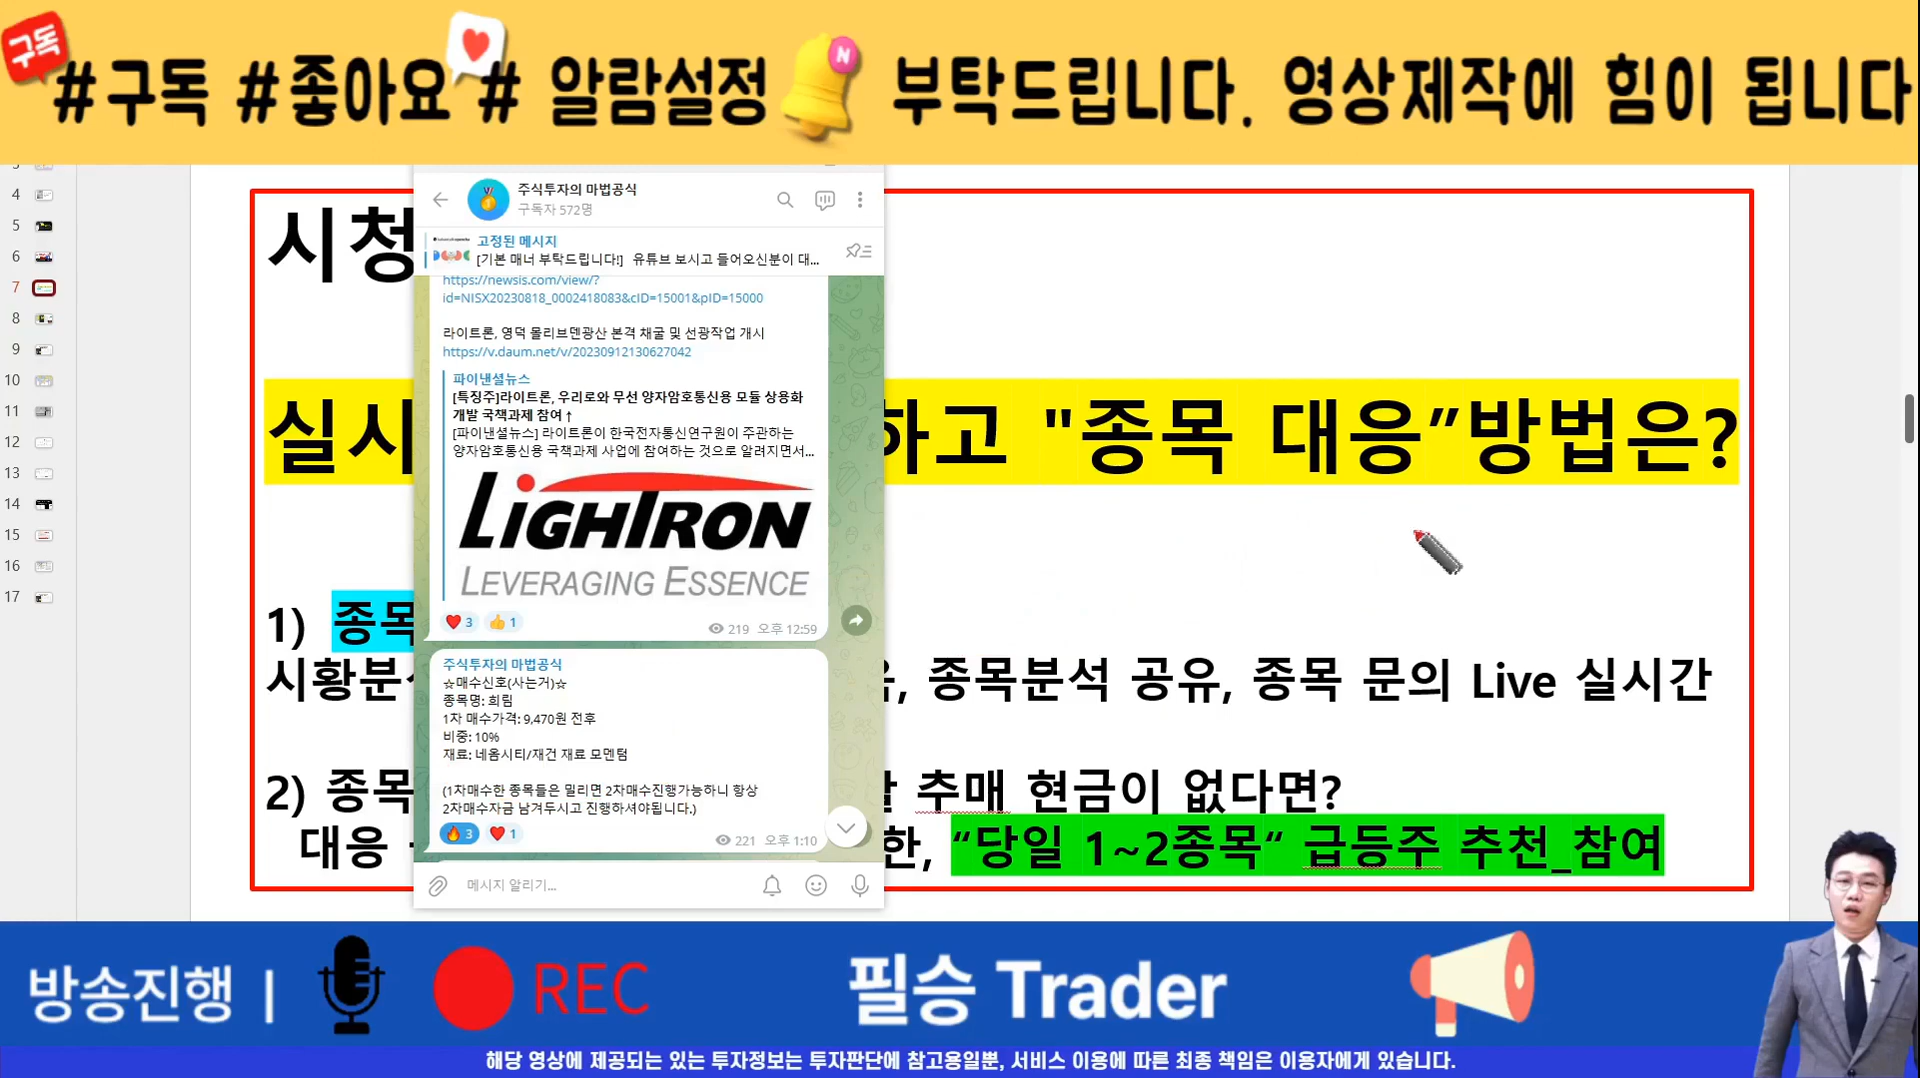 구독
#구독 #좋아요 # 알람설정 N 부탁드립니다. 영상제작에 힘이 됩니다
4
5
6
7
8
9
10
11
12
13
14
15
16
17
시청
실시
하고 "종목 대응”방법은?
1) 종목
시황분
, 종목분석 공유, 종목 문의 Live 실시간
2) 종목
추매 현금이 없다면?
대응
한, “당일 1~2종목“ 급등주 추천_참여
주식투자의 마법공식
구독자 572명
고정된 메시지
[기본 매너 부탁드립니다!] 유튜브 보시고 들어오신분이 대...
https://newsis.com/view/?
id=NISX20230818_0002418083&cID=15001&pID=15000
라이트론, 영덕 몰리브덴광산 본격 채굴 및 선광작업 개시
https://v.daum.net/v/20230912130627042
파이낸셜뉴스
[특징주]라이트론, 우리로와 무선 양자암호통신용 모듈 상용화
개발 국책과제 참여↑
[파이낸셜뉴스] 라이트론이 한국전자통신연구원이 주관하는
양자암호통신용 국책과제 사업에 참여하는 것으로 알려지면서...
LIGHTRON
LEVERAGING ESSENCE
3 1
219 오후 12:59
주식투자의 마법공식
☆매수신호(사는거)☆
종목명: 희림
1차 매수가격: 9,470원 전후
비중: 10%
재료: 네옴시티/재건 재료 모멘텀
(1차매수한 종목들은 밀리면 2차매수진행가능하니 항상
2차매수자금 남겨두시고 진행하셔야됩니다.)
3 1
221 오후 1:10
메시지 알리기...
방송진행 | REC 필승 Trader
해당 영상에 제공되는 있는 투자정보는 투자판단에 참고용일뿐, 서비스 이용에 따른 최종 책임은 이용자에게 있습니다.